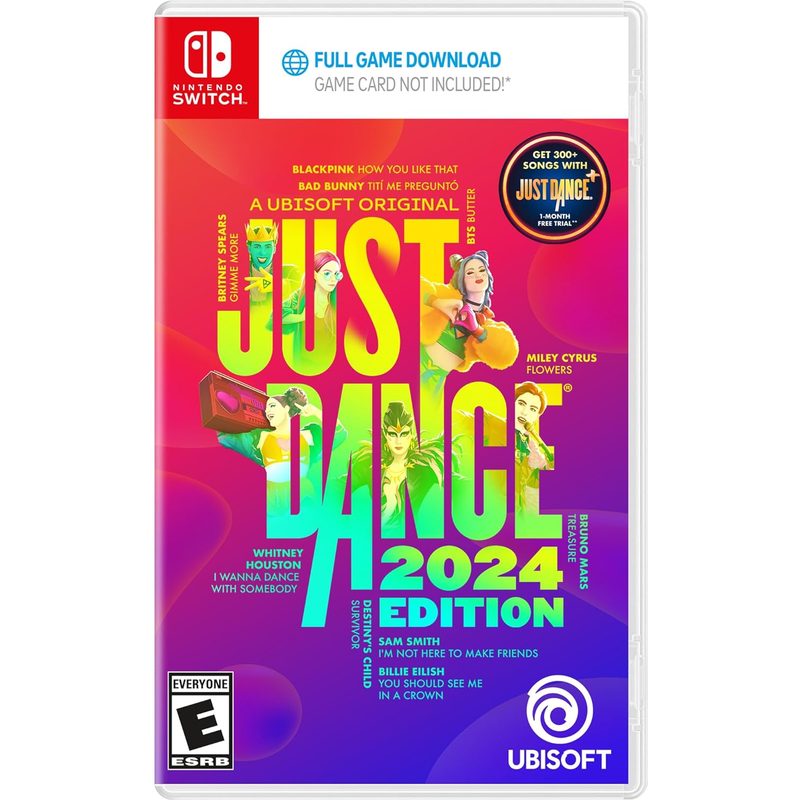 NINTENDO
SWITCH™
FULL GAME DOWNLOAD
GAME CARD NOT INCLUDED!*
GET 300+
SONGS WITH
JUST DANCE+
1-MONTH
FREE TRIAL**
BLACKPINK HOW YOU LIKE THAT
BAD BUNNY TITÍ ME PREGUNTÓ
A UBISOFT ORIGINAL
BRITNEY SPEARS
GIMME MORE
BTS BUTTER
JUST
DANCE®
2024
EDITION
MILEY CYRUS
FLOWERS
BRUNO MARS
TREASURE
WHITNEY
HOUSTON
I WANNA DANCE
WITH SOMEBODY
DESTINY'S CHILD
SURVIVOR
SAM SMITH
I'M NOT HERE TO MAKE FRIENDS
BILLIE EILISH
YOU SHOULD SEE ME
IN A CROWN
EVERYONE
E
ESRB
UBISOFT